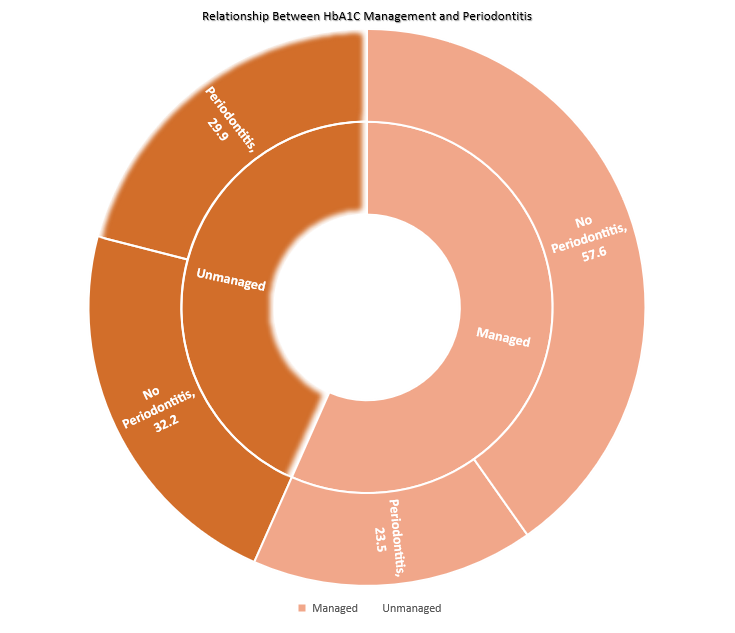 Relationship Between HbA1C Management and Periodontitis
Periodontitis,
29.9
No
Periodontitis,
57.6
Unmanaged
Managed
No
Periodontitis,
32.2
Periodontitis,
23.5
Managed
Unmanaged